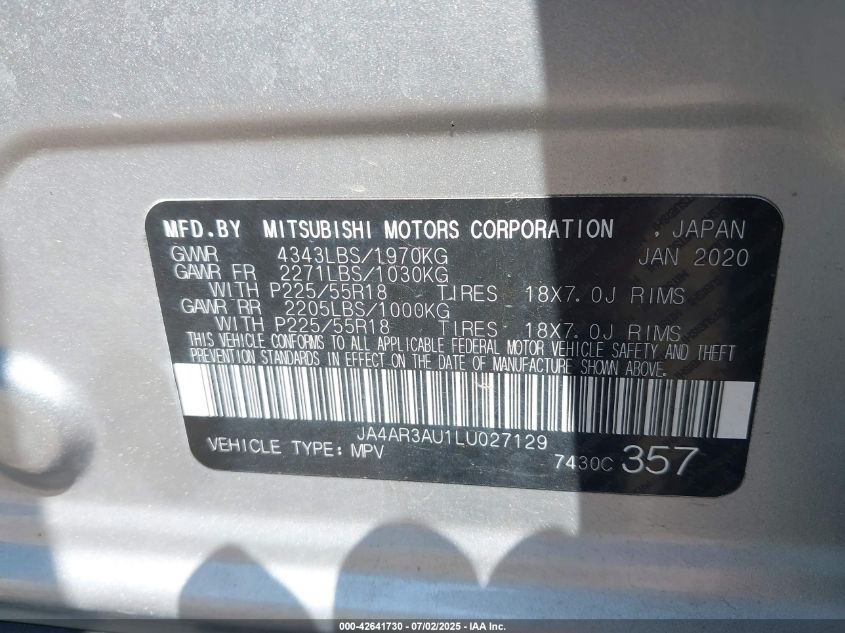 MFD.BY MITSUBISHI MOTORS CORPORATION , JAPAN
GVWR 4343LBS/1970KG JAN 2020
GAWR FR 2271LBS/1030KG
WITH P225/55R18 TIRES 18X7.0J RIMS
GAWR RR 2205LBS/1000KG
WITH P225/55R18 TIRES 18X7.0J RIMS
THIS VEHICLE CONFORMS TO ALL APPLICABLE FEDERAL MOTOR VEHICLE SAFETY AND THEFT
PREVENTION STANDARDS IN EFFECT ON THE DATE OF MANUFACTURE SHOWN ABOVE.
JA4AR3AU1LU027129
VEHICLE TYPE: MPV 7430C 357
000-42641730 - 07/02/2025 - IAA Inc.